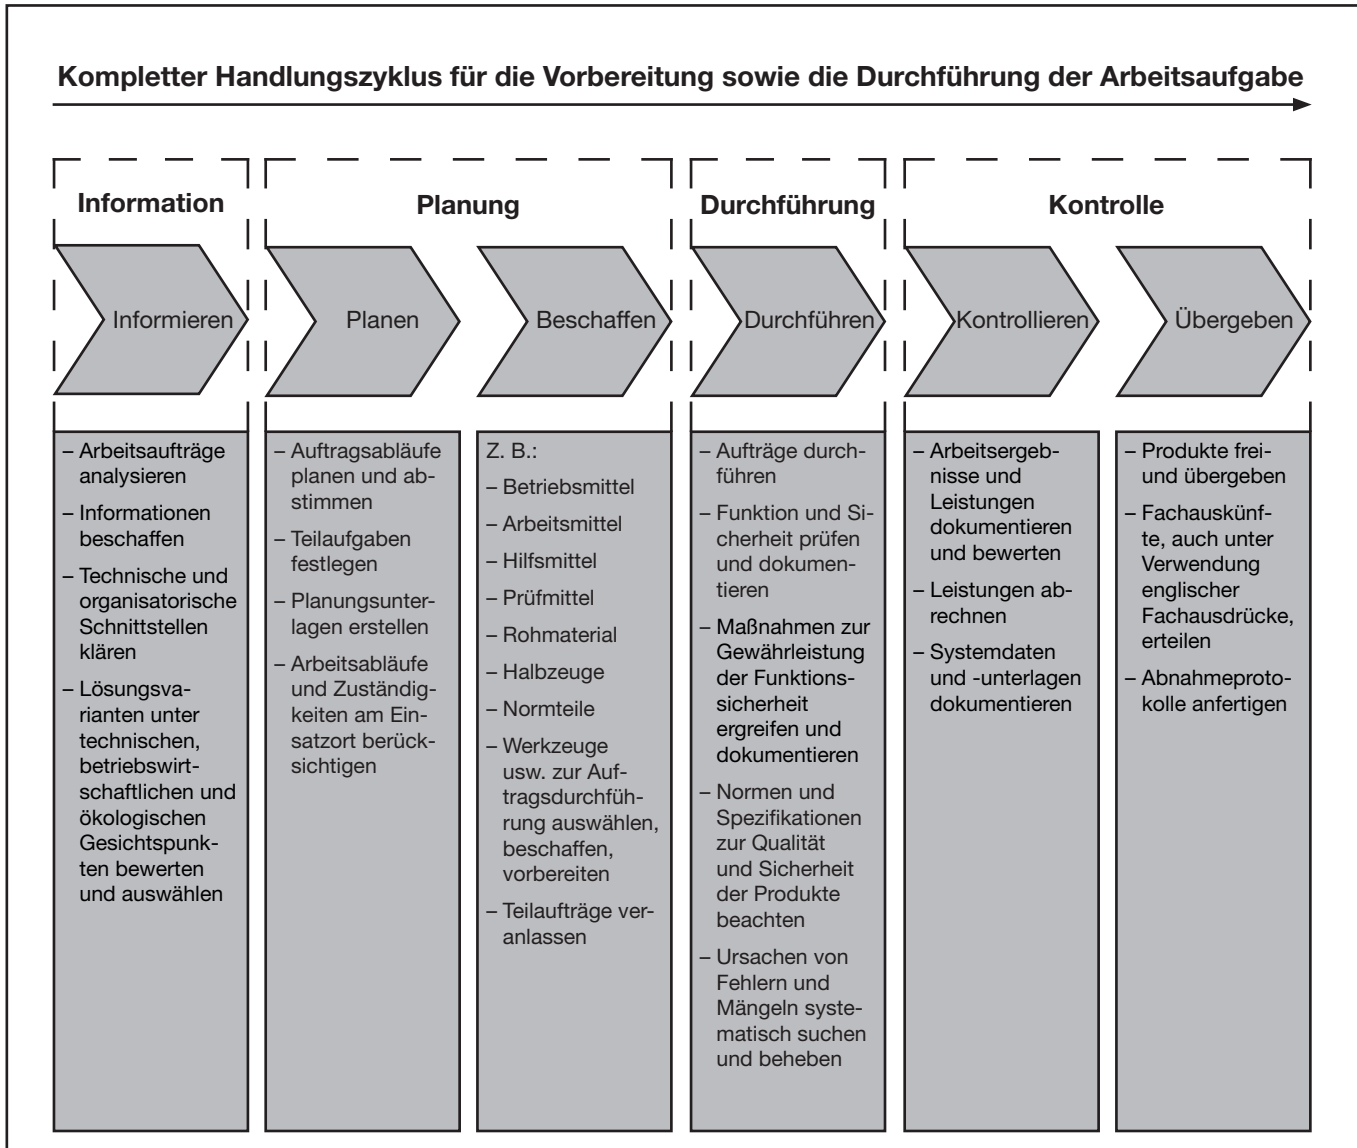 Kompletter Handlungszyklus für die Vorbereitung sowie die Durchführung der Arbeitsaufgabe
Information
Planung
Durchführung
Kontrolle
Informieren
Planen
Beschaffen
Durchführen
Kontrollieren
Übergeben
– Arbeitsaufträge
analysieren
– Informationen
beschaffen
– Technische und
organisatorische
Schnittstellen
klären
– Lösungsva-
rianten unter
technischen,
betriebswirt-
schaftlichen und
ökologischen
Gesichtspunk-
ten bewerten
und auswählen
– Auftragsabläufe
planen und ab-
stimmen
– Teilaufgaben
festlegen
– Planungsunter-
lagen erstellen
– Arbeitsabläufe
und Zuständig-
keiten am Ein-
satzort berück-
sichtigen
Z. B.:
– Betriebsmittel
– Arbeitsmittel
– Hilfsmittel
– Prüfmittel
– Rohmaterial
– Halbzeuge
– Normteile
– Werkzeuge
usw. zur Auf-
tragsdurchfüh-
rung auswählen,
beschaffen,
vorbereiten
– Teilaufträge ver-
anlassen
– Aufträge durch-
führen
– Funktion und Si-
cherheit prüfen
und dokumen-
tieren
– Maßnahmen zur
Gewährleistung
der Funktions-
sicherheit
ergreifen und
dokumentieren
– Normen und
Spezifikationen
zur Qualität
und Sicherheit
der Produkte
beachten
– Ursachen von
Fehlern und
Mängeln syste-
matisch suchen
und beheben
– Arbeitsergeb-
nisse und
Leistungen
dokumentieren
und bewerten
– Leistungen ab-
rechnen
– Systemdaten
und -unterlagen
dokumentieren
– Produkte frei-
und übergeben
– Fachauskünf-
te, auch unter
Verwendung
englischer
Fachausdrücke,
erteilen
– Abnahmeproto-
kolle anfertigen